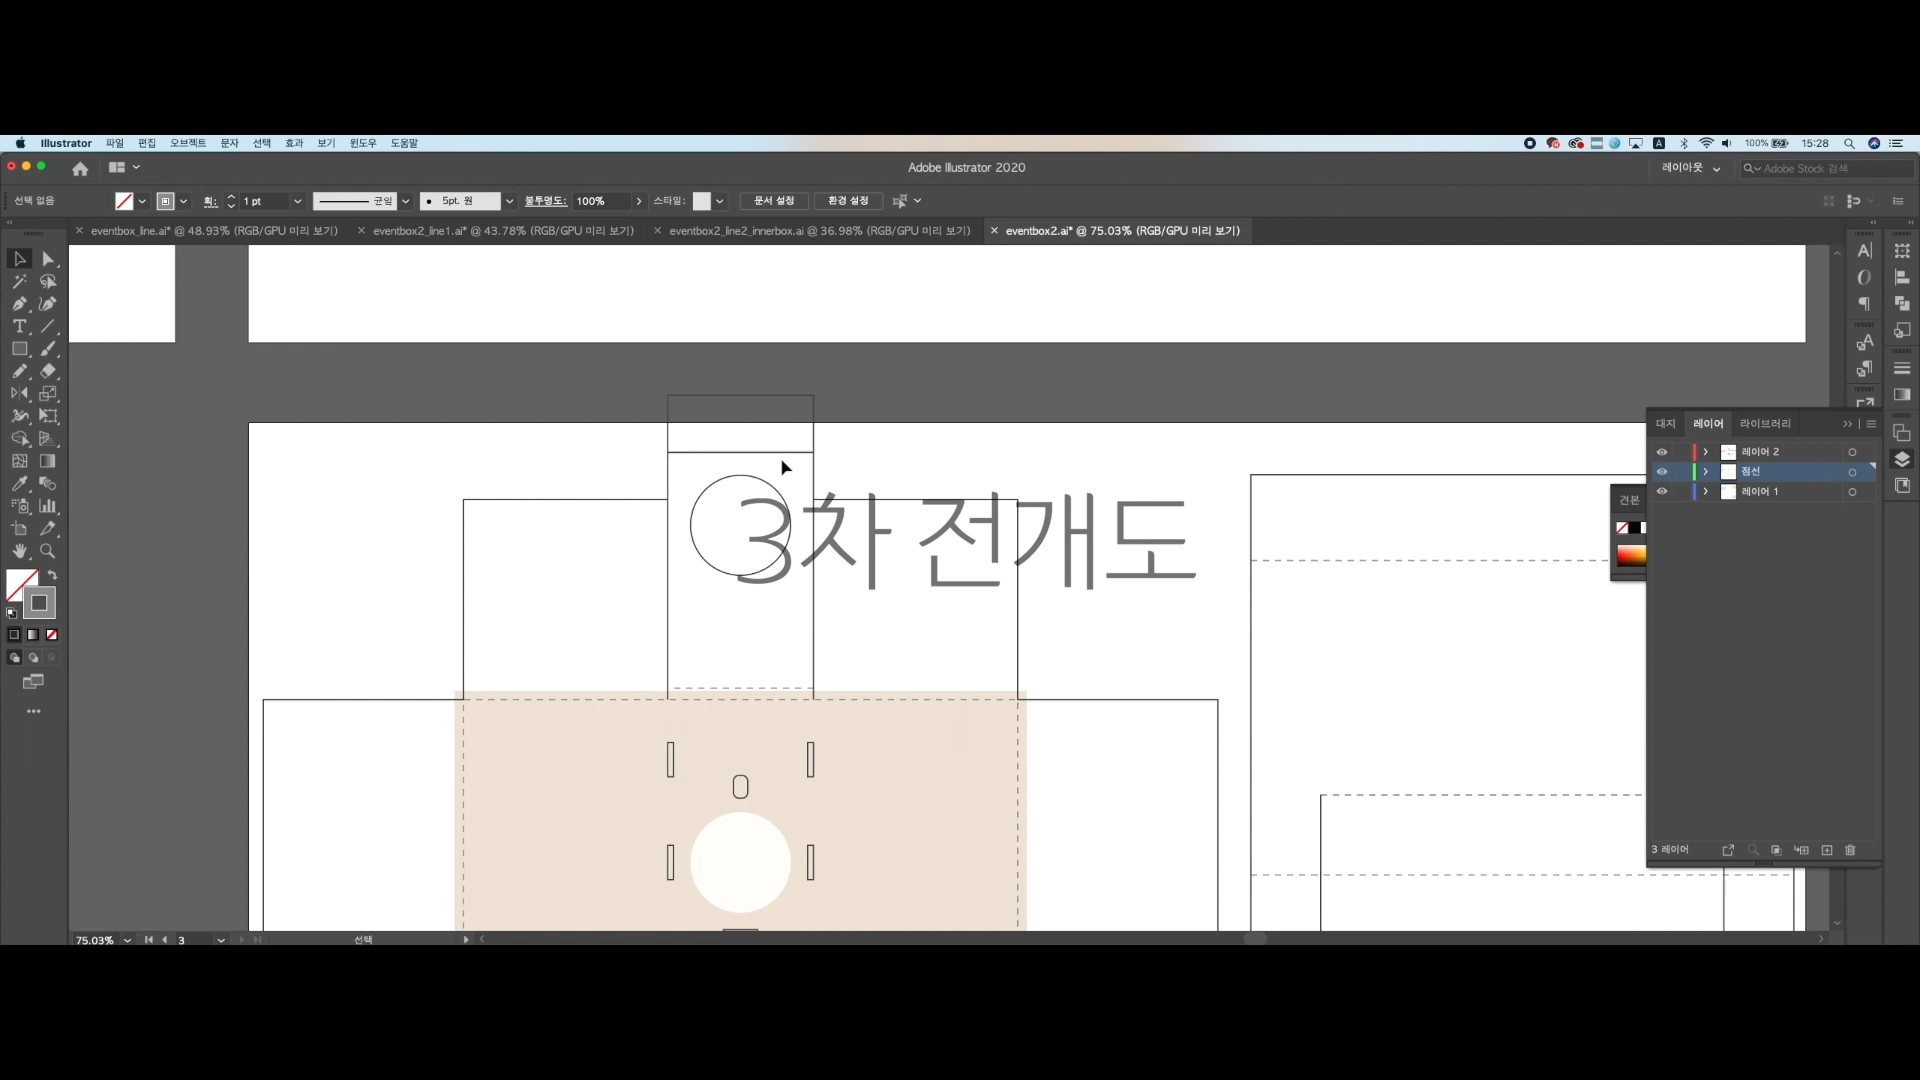 Illustrator 파일 편집 오브젝트 문자 선택 효과 보기 윈도우 도움말
100% 15:28
Adobe Illustrator 2020
레이아웃
Adobe Stock 검색
선택 없음 획: 1 pt 균일 5pt. 원 불투명도: 100% 스타일: 문서 설정 환경 설정
eventbox_line.ai* @ 48.93% (RGB/GPU 미리 보기) eventbox2_line1.ai* @ 43.78% (RGB/GPU 미리 보기) eventbox2_line2_innerbox.ai @ 36.98% (RGB/GPU 미리 보기) eventbox2.ai* @ 75.03% (RGB/GPU 미리 보기)
대지 레이어 라이브러리
레이어 2
점선
레이어 1
견본
3차 전개도
3 레이어
75.03% 3 선택